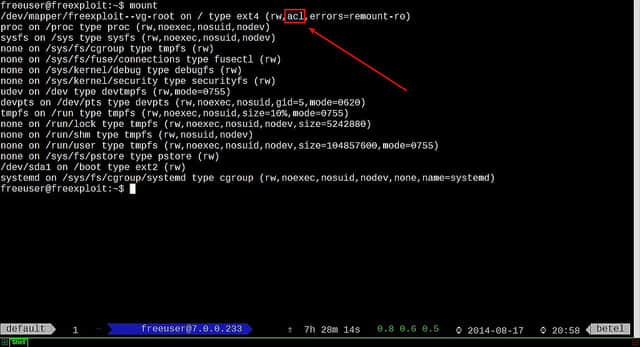 freeuser@freexploit:~$ mount
/dev/mapper/freexploit--vg-root on / type ext4 (rw,acl,errors=remount-ro)
proc on /proc type proc (rw,noexec,nosuid,nodev)
sysfs on /sys type sysfs (rw,noexec,nosuid,nodev)
none on /sys/fs/cgroup type tmpfs (rw)
none on /sys/fs/fuse/connections type fusectl (rw)
none on /sys/kernel/debug type debugfs (rw)
none on /sys/kernel/security type securityfs (rw)
udev on /dev type devtmpfs (rw,mode=0755)
devpts on /dev/pts type devpts (rw,noexec,nosuid,gid=5,mode=0620)
tmpfs on /run type tmpfs (rw,noexec,nosuid,size=10%,mode=0755)
none on /run/lock type tmpfs (rw,noexec,nosuid,nodev,size=5242880)
none on /run/shm type tmpfs (rw,nosuid,nodev)
none on /run/user type tmpfs (rw,noexec,nosuid,nodev,size=104857600,mode=0755)
none on /sys/fs/pstore type pstore (rw)
/dev/sda1 on /boot type ext2 (rw)
systemd on /sys/fs/cgroup/systemd type cgroup (rw,noexec,nosuid,nodev,none,name=systemd)
freeuser@freexploit:~$
default 1 freeuser@7.0.0.233 ↑ 7h 28m 14s 0.8 0.6 0.5 2014-08-17 20:58 betel
Shell